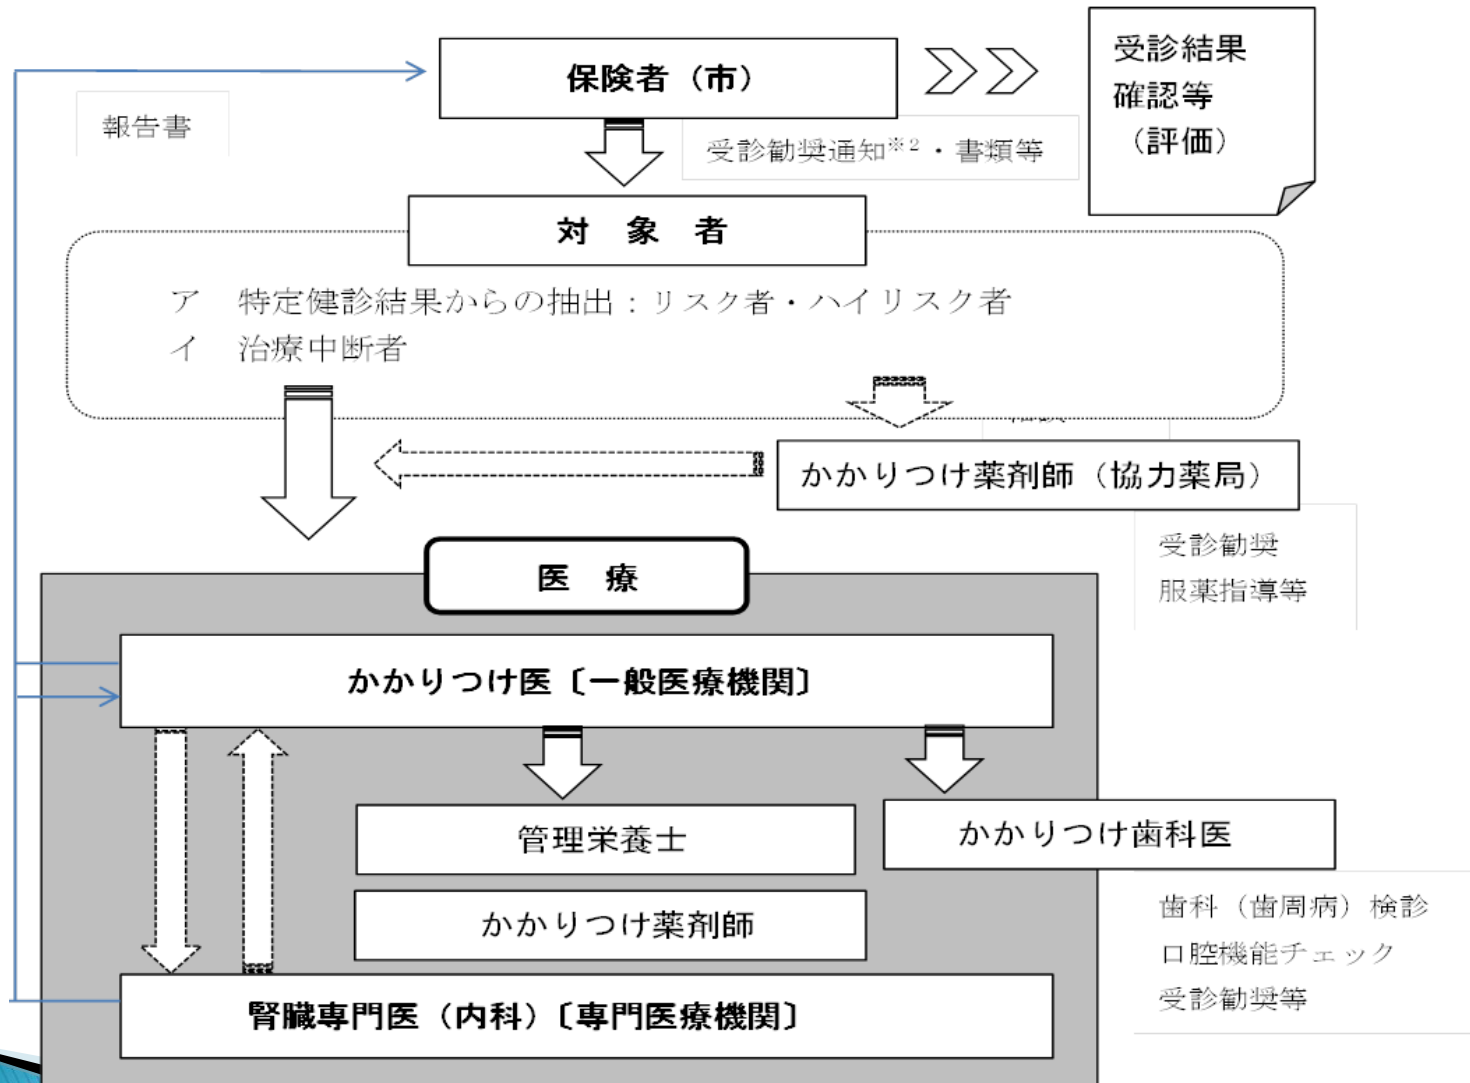 保険者（市）
受診結果
確認等
（評価）
報告書
受診勧奨通知※２・書類等
対　象　者
ア　特定健診結果からの抽出：リスク者・ハイリスク者
イ　治療中断者
かかりつけ薬剤師（協力薬局）
受診勧奨
服薬指導等
医　療
かかりつけ医〔一般医療機関〕
管理栄養士
かかりつけ歯科医
かかりつけ薬剤師
歯科（歯周病）検診
口腔機能チェック
受診勧奨等
腎臓専門医（内科）〔専門医療機関〕